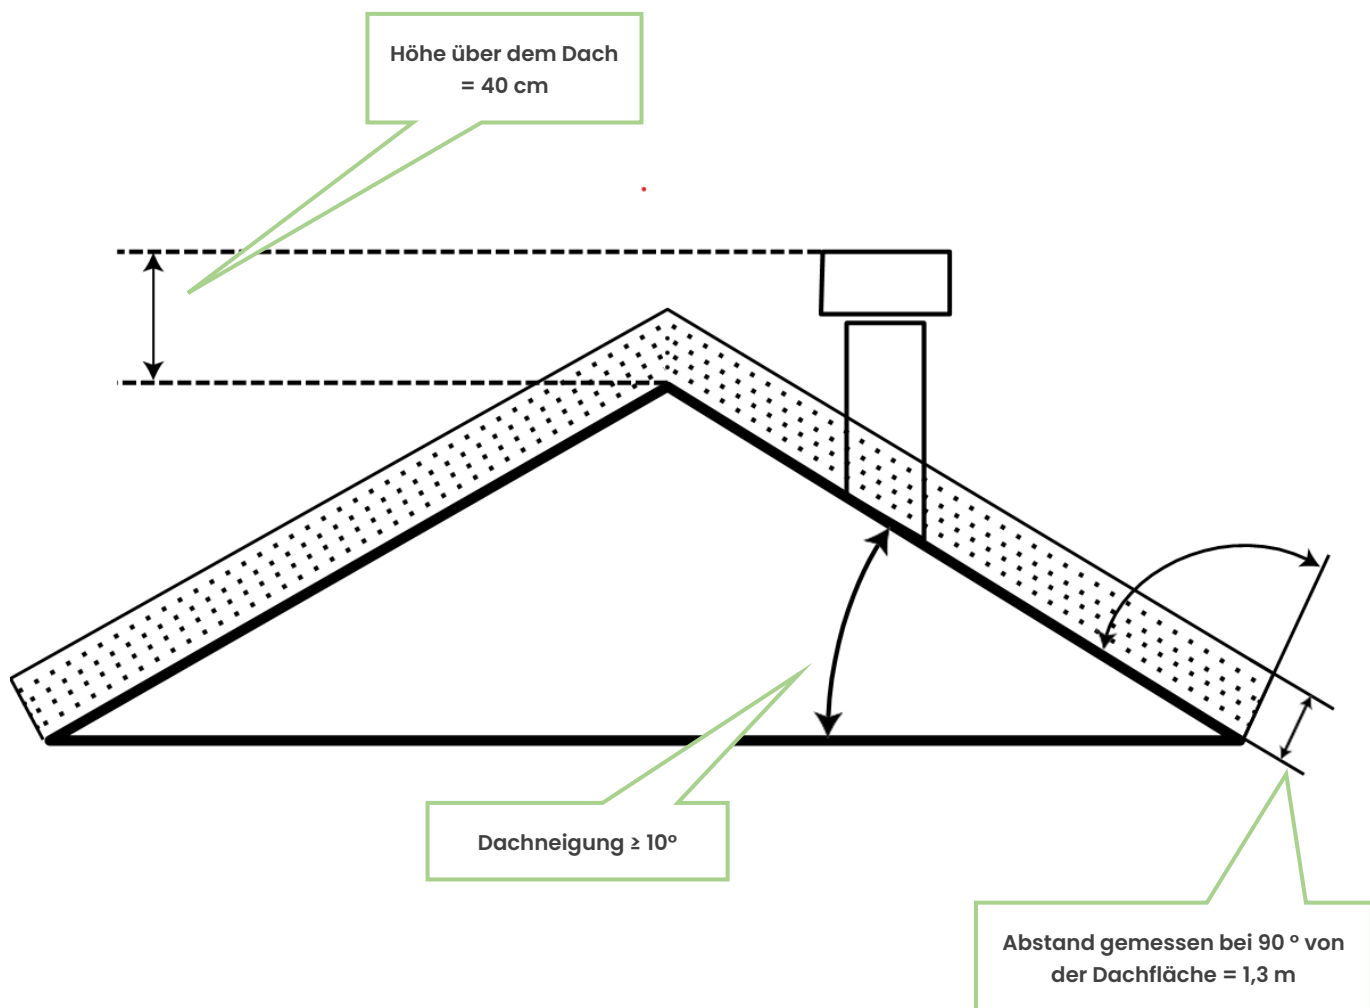 Höhe über dem Dach
= 40 cm
Dachneigung ≥ 10°
Abstand gemessen bei 90 ° von
der Dachfläche = 1,3 m